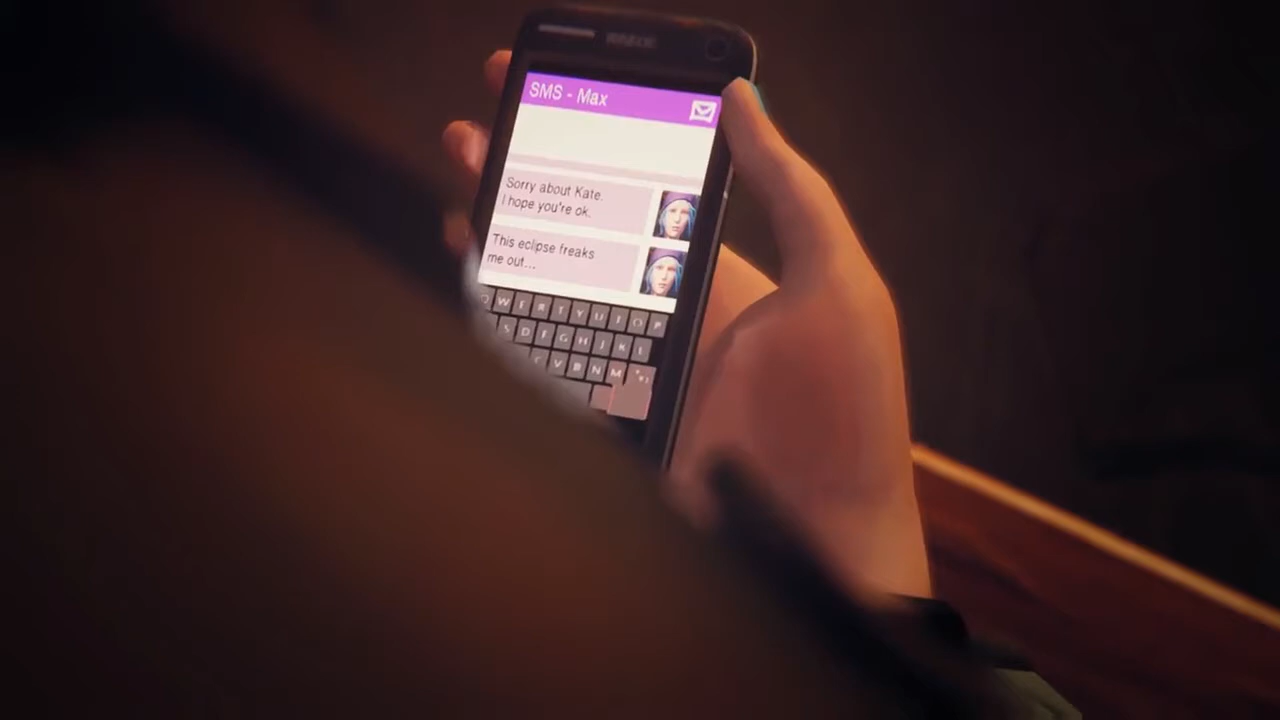 SMS - Max
Sorry about Kate.
I hope you're ok.
This eclipse freaks
me out...
W E R T Y U I O P
S D F G H J K L
C V B N M